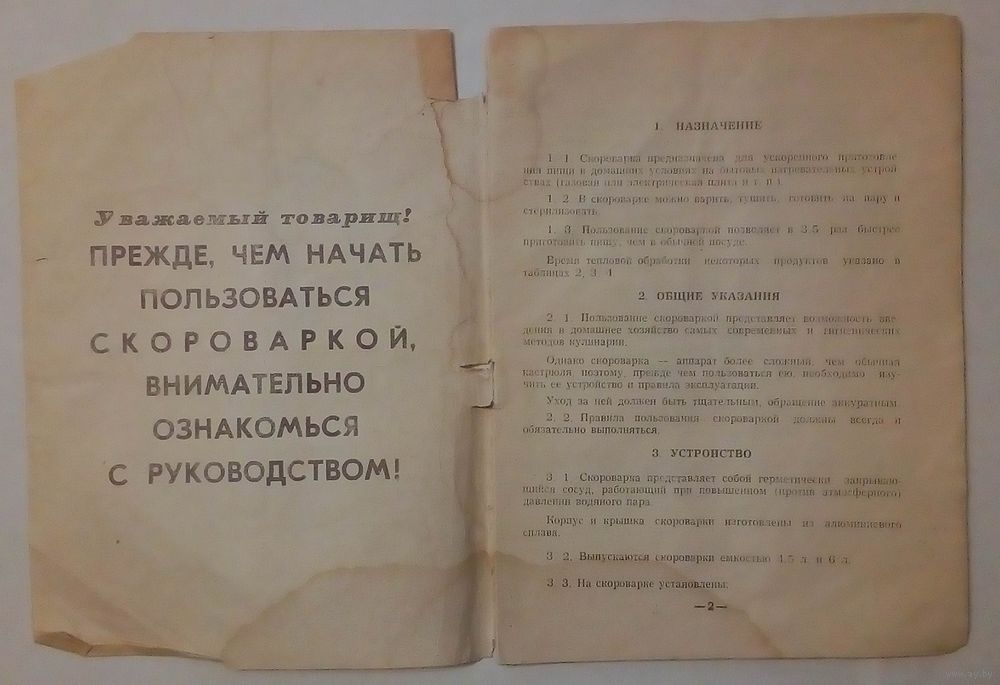 Уважаемый товарищ!
ПРЕЖДЕ, ЧЕМ НАЧАТЬ
ПОЛЬЗОВАТЬСЯ
СКОРОВАРКОЙ,
ВНИМАТЕЛЬНО
ОЗНАКОМЬСЯ
С РУКОВОДСТВОМ!
1. НАЗНАЧЕНИЕ
1. 1 Скороварка предназначена для ускоренного приготовле
ния пищи в домашних условиях на бытовых нагревательных устрой
ствах (газовая или электрическая плита и т. п.)
1. 2 В скороварке можно варить, тушить, готовить на пару и
стерилизовать
1. 3 Пользование скороваркой позволяет в 3.5 раз быстрее
приготовить пищу, чем в обычной посуде.
Время тепловой обработки некоторых продуктов указано в
таблицах 2, 3 4
2. ОБЩИЕ УКАЗАНИЯ
2. 1 Пользование скороваркой представляет возможность вве
дения в домашнее хозяйство самых современных и гигиенических
методов кулинарии.
Однако скороварка — аппарат более сложный, чем обычная
кастрюля поэтому, прежде чем пользоваться ею, необходимо изу-
чить ее устройство и правила эксплуатации.
Уход за ней должен быть тщательным, обращение аккуратным.
2. 2. Правила пользования скороваркой должны всегда и
обязательно выполняться.
3. УСТРОЙСТВО
3. 1 Скороварка представляет собой герметически закрываю-
щийся сосуд, работающий при повышенном (против атмосферного)
давлении водяного пара
Корпус и крышка скороварки изготовлены из алюминиевого
сплава.
3 2. Выпускаются скороварки емкостью 4.5 л. и 6 л.
3 3. На скороварке установлены:
—2—
www.ay.by